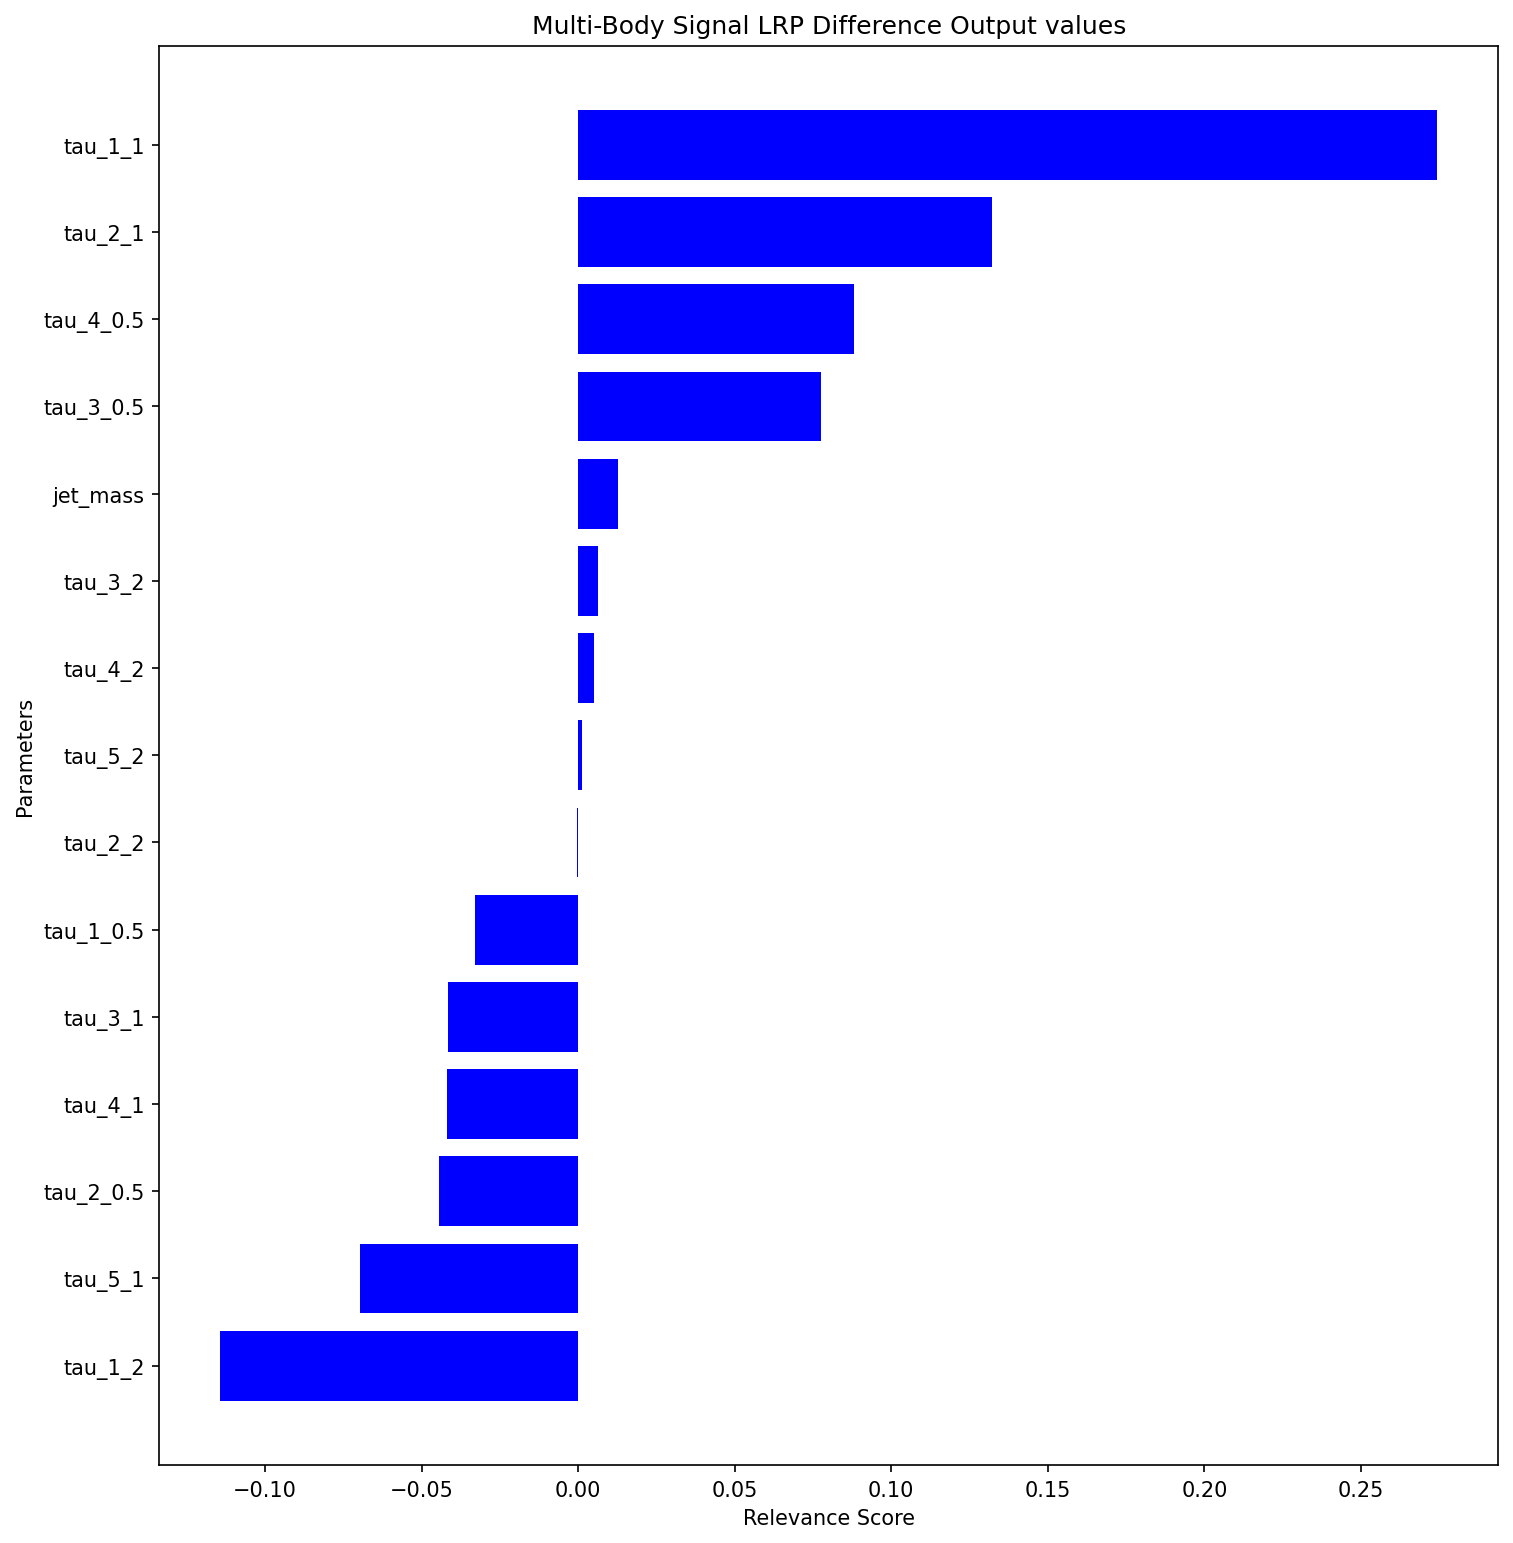 Multi-Body Signal LRP Difference Output values
tau_1_1
tau_2_1
tau_4_0.5
tau_3_0.5
jet_mass
tau_3_2
tau_4_2
tau_5_2
tau_2_2
tau_1_0.5
tau_3_1
tau_4_1
tau_2_0.5
tau_5_1
tau_1_2
Parameters
−0.10 −0.05 0.00 0.05 0.10 0.15 0.20 0.25
Relevance Score